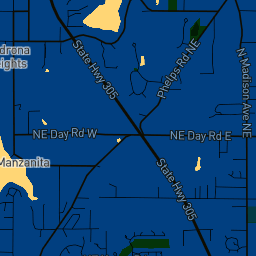 State Hwy 305
Phelps Rd NE
N Madison Ave NE
drona
ights
NE Day Rd W
NE Day Rd E
Manzanita
State Hwy 305